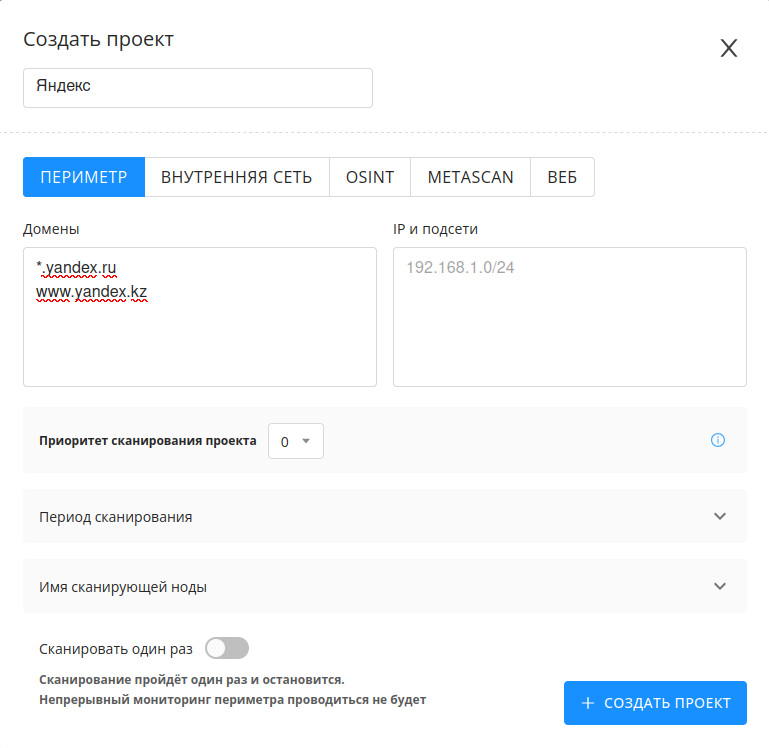 Создать проект
Яндекс
ПЕРИМЕТР
ВНУТРЕННЯЯ СЕТЬ
OSINT
METASCAN
ВЕБ
Домены
IP и подсети
*.yandex.ru
192.168.1.0/24
www.yandex.kz
Приоритет сканирования проекта
0
Период сканирования
Имя сканирующей ноды
Сканировать один раз
Сканирование пройдёт один раз и остановится.
Непрерывный мониторинг периметра проводиться не будет
+ СОЗДАТЬ ПРОЕКТ